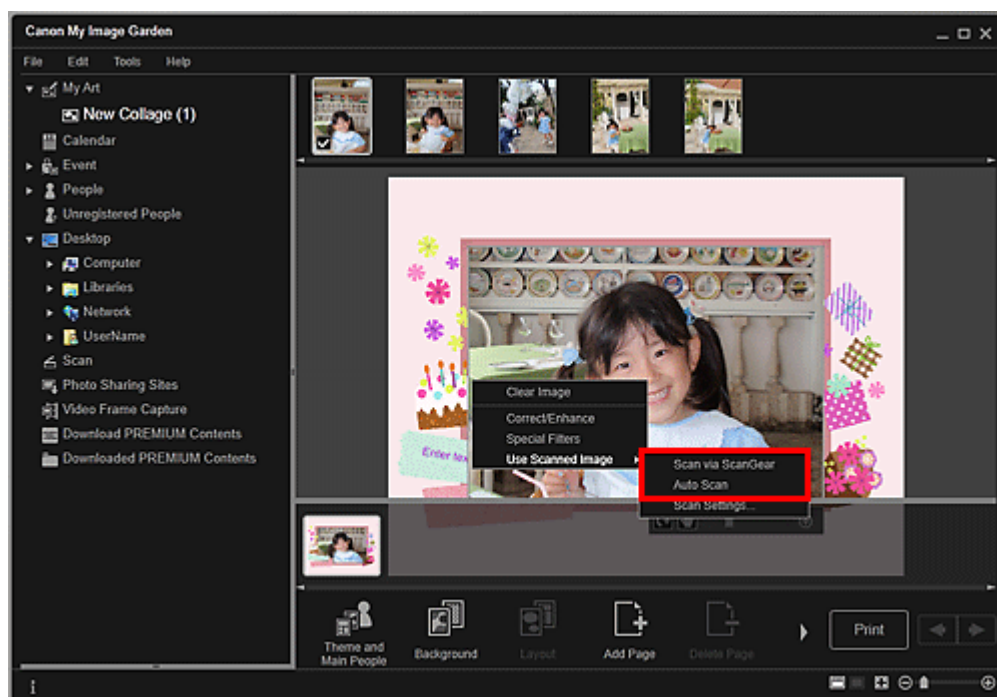 Canon My Image Garden
File Edit Tools Help
My Art
New Collage (1)
Calendar
Event
People
Unregistered People
Desktop
Computer
Libraries
Network
UserName
Scan
Photo Sharing Sites
Video Frame Capture
Download PREMIUM Contents
Downloaded PREMIUM Contents
Clear Image
Correct/Enhance
Special Filters
Use Scanned Image
Scan via ScanGear
Auto Scan
Scan Settings...
Enter
Theme and
Main People
Background
Layout
Add Page
Delete Page
Print